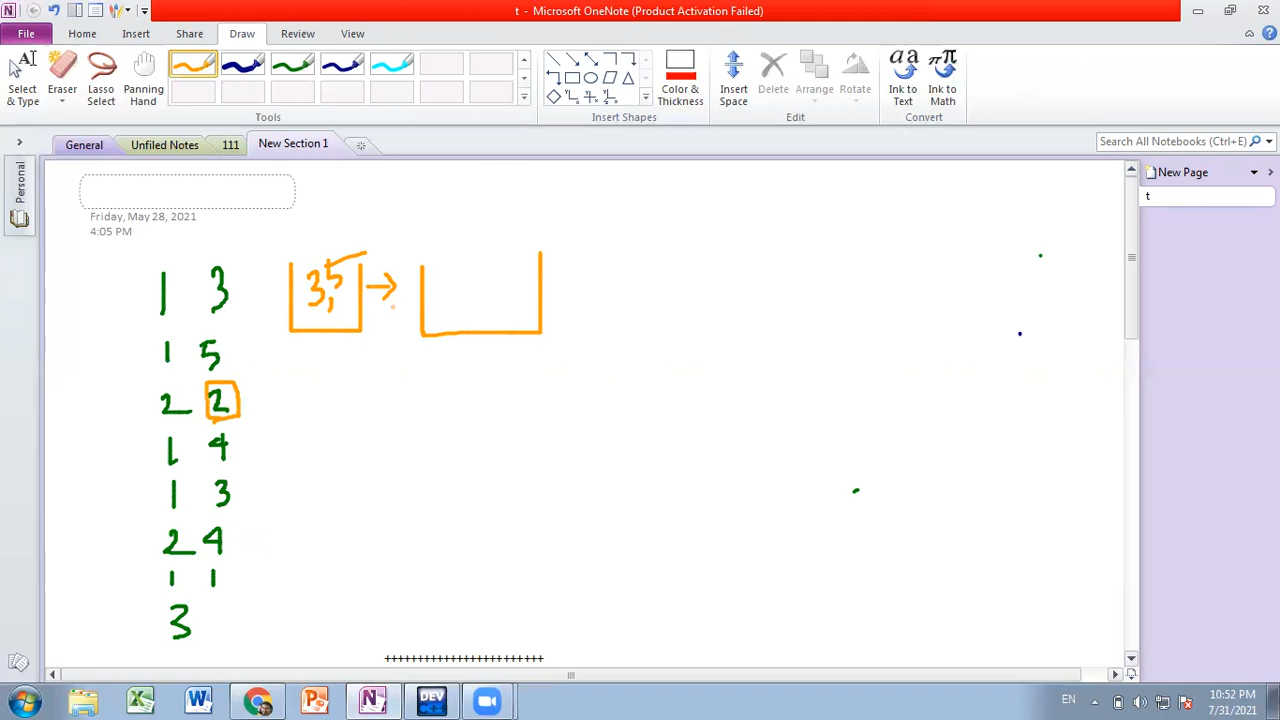 t - Microsoft OneNote (Product Activation Failed)
File Home Insert Share Draw Review View
Select & Type Eraser Lasso Select Panning Hand Color & Thickness Insert Space Delete Arrange Rotate Ink to Text Ink to Math
Tools Insert Shapes Edit Convert
General Unfiled Notes 111 New Section 1 Search All Notebooks (Ctrl+E)
Personal
New Page
t
Friday, May 28, 2021
4:05 PM
1 3 3,5 →
1 5
2 2
1 4
1 3
2 4
1 1
3
++++++++++++++++++++++++
EN 10:52 PM
7/31/2021
DEV